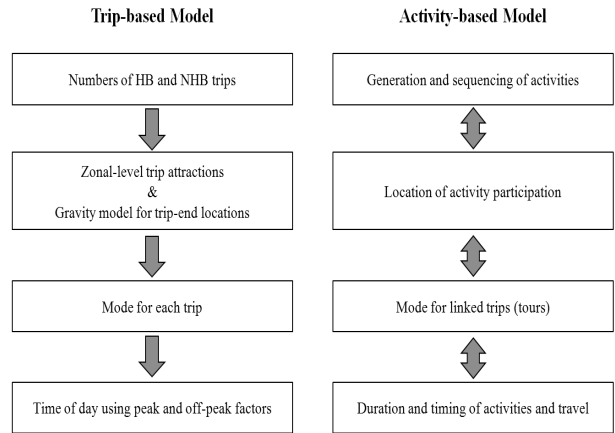 Trip-based Model
Numbers of HB and NHB trips
Zonal-level trip attractions
&
Gravity model for trip-end locations
Mode for each trip
Time of day using peak and off-peak factors
Activity-based Model
Generation and sequencing of activities
Location of activity participation
Mode for linked trips (tours)
Duration and timing of activities and travel